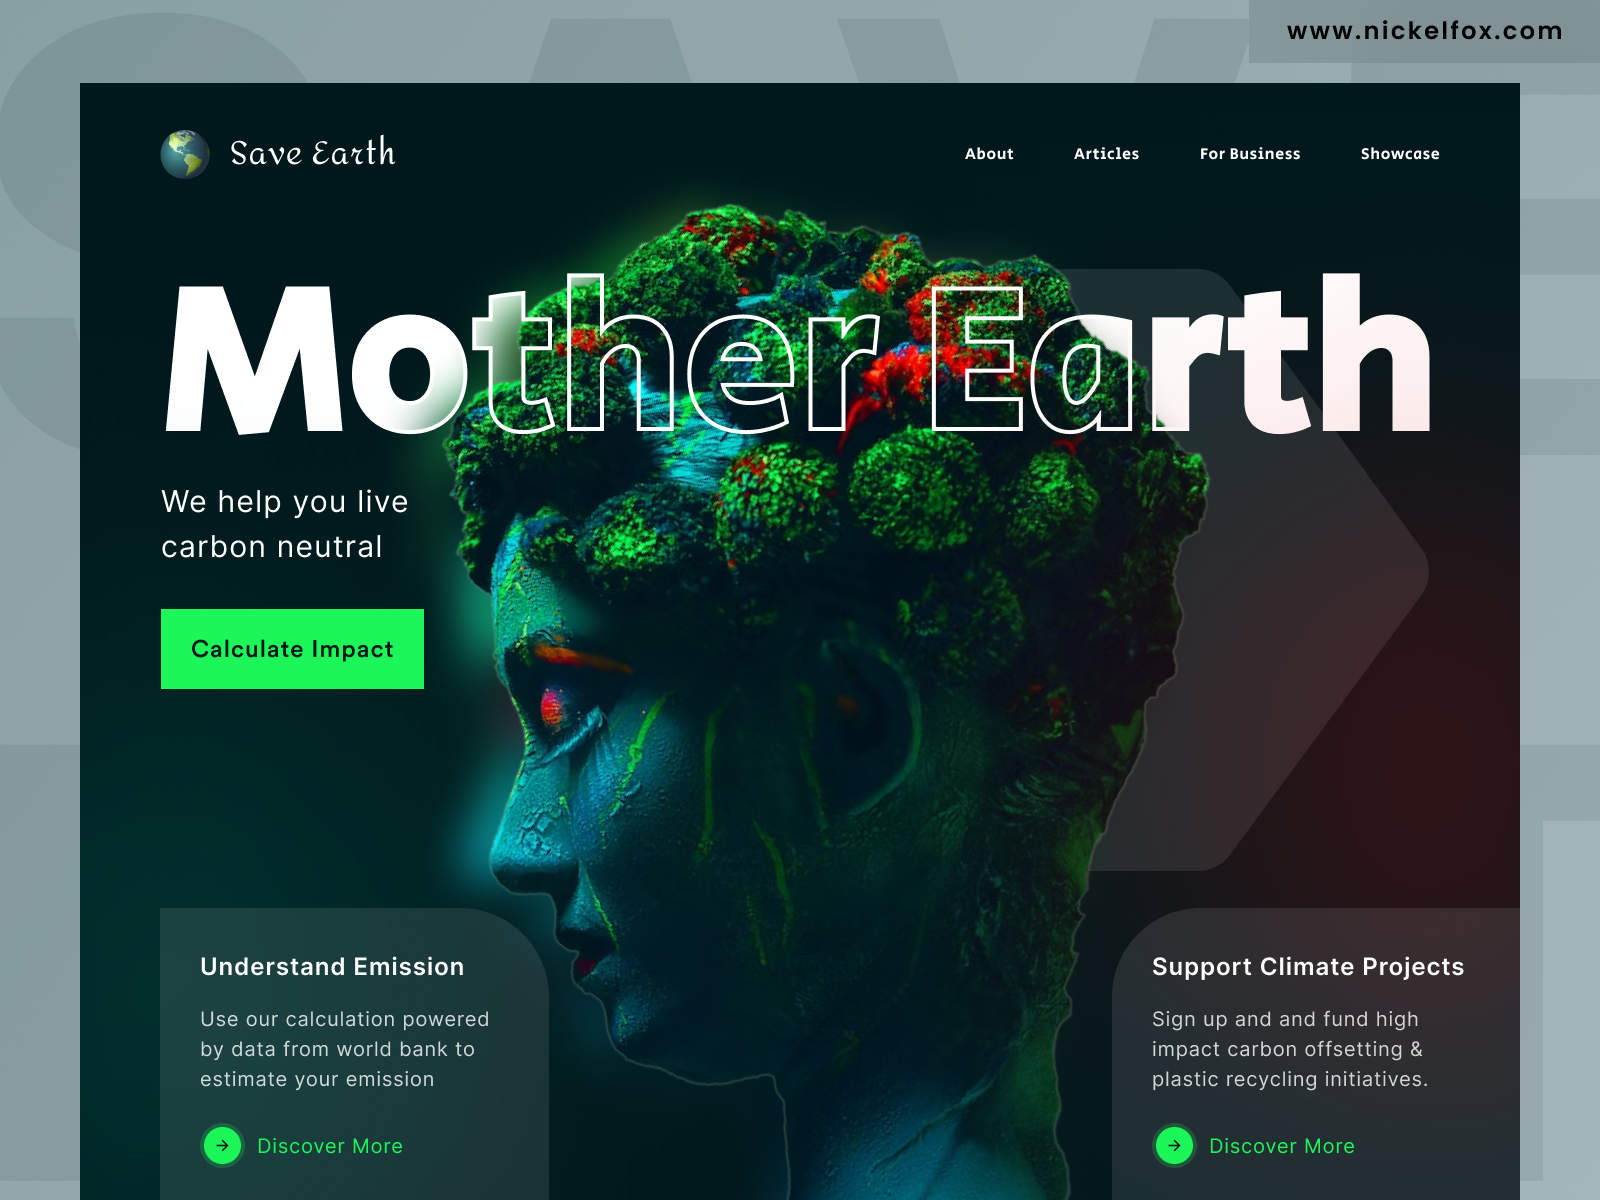 www.nickelfox.com
Save Earth
About
Articles
For Business
Showcase
Mother Earth
We help you live
carbon neutral
Calculate Impact
Understand Emission
Use our calculation powered
by data from world bank to
estimate your emission
Discover More
Support Climate Projects
Sign up and and fund high
impact carbon offsetting &
plastic recycling initiatives.
Discover More